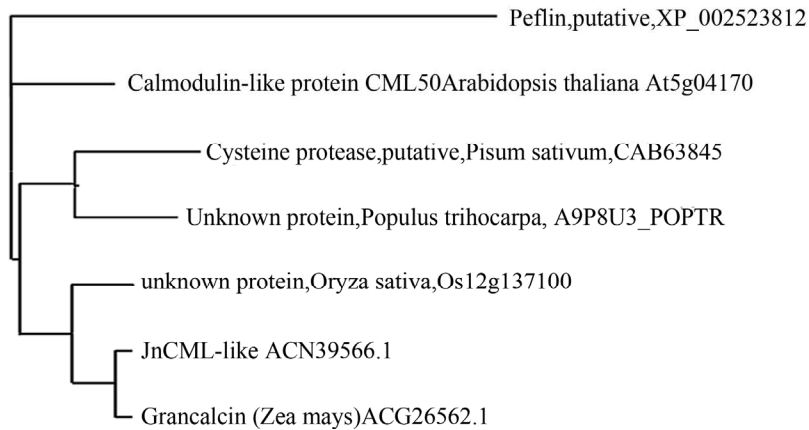 Peflin,putative,XP_002523812
Calmodulin-like protein CML50Arabidopsis thaliana At5g04170
Cysteine protease,putative,Pisum sativum,CAB63845
Unknown protein,Populus trihocarpa, A9P8U3_POPTR
unknown protein,Oryza sativa,Os12g137100
JnCML-like ACN39566.1
Grancalcin (Zea mays)ACG26562.1